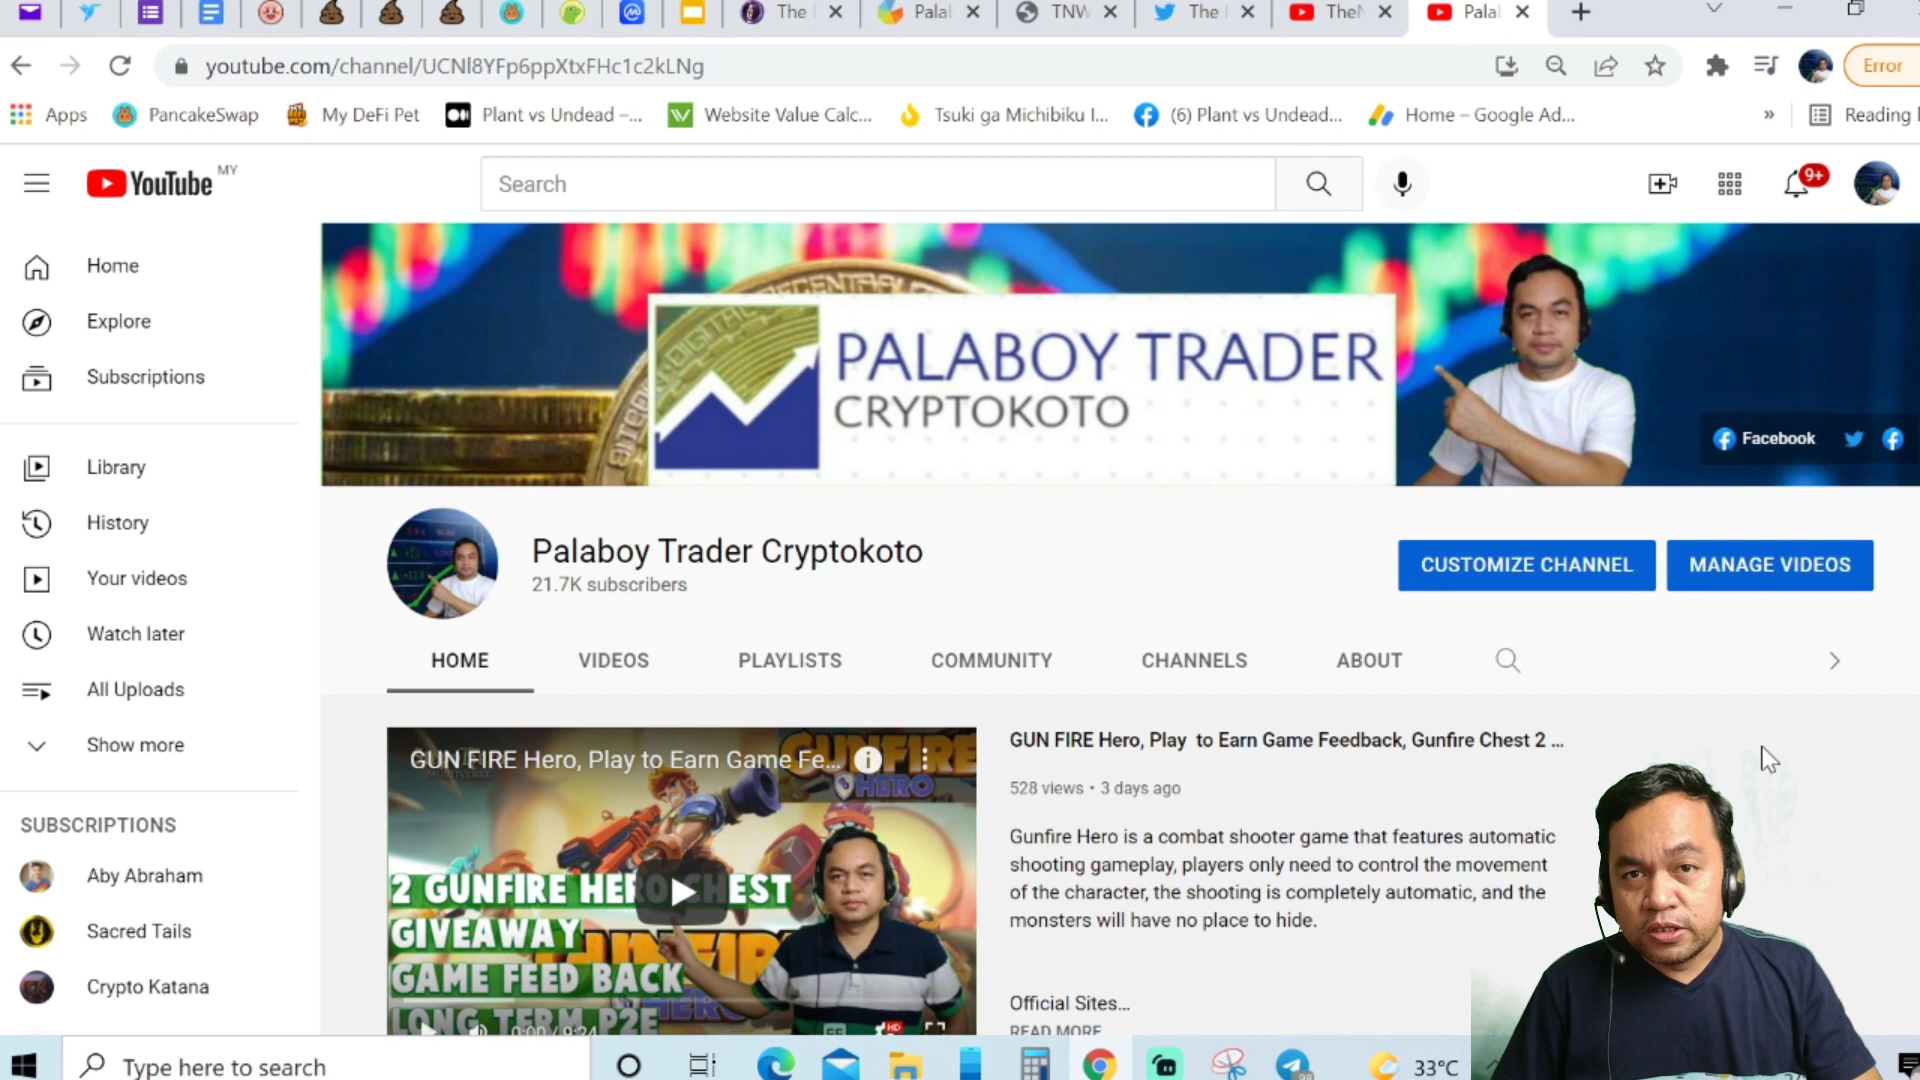 The
Pala
TNW
The
The
Pala
youtube.com/channel/UCNl8YFp6ppXtxFHc1c2kLNg
Error
Apps
PancakeSwap
My DeFi Pet
Plant vs Undead –...
Website Value Calc...
Tsuki ga Michibiku I...
(6) Plant vs Undead...
Home – Google Ad...
»
Reading
YouTube MY
Search
9+
Home
Explore
Subscriptions
Library
History
Your videos
Watch later
All Uploads
Show more
SUBSCRIPTIONS
Aby Abraham
Sacred Tails
Crypto Katana
PALABOY TRADER
CRYPTOKOTO
Facebook
Palaboy Trader Cryptokoto
21.7K subscribers
CUSTOMIZE CHANNEL
MANAGE VIDEOS
HOME
VIDEOS
PLAYLISTS
COMMUNITY
CHANNELS
ABOUT
GUN FIRE Hero, Play to Earn Game Fe...
2 GUNFIRE HERO CHEST
GIVEAWAY
GAME FEED BACK
LONG TERM P2E
0:00 / 9:24
HD
GUN FIRE Hero, Play to Earn Game Feedback, Gunfire Chest 2 ...
528 views • 3 days ago
Gunfire Hero is a combat shooter game that features automatic
shooting gameplay, players only need to control the movement
of the character, the shooting is completely automatic, and the
monsters will have no place to hide.
Official Sites...
READ MORE
Type here to search
98
33°C